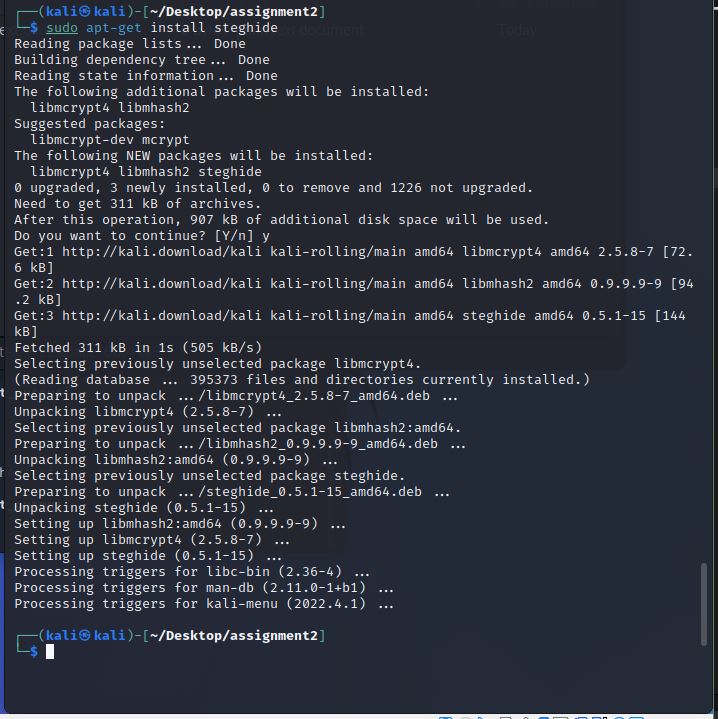 ┌──(kali㉿kali)-[~/Desktop/assignment2]
└─$ sudo apt-get install steghide
text document
Today
Reading package lists... Done
Building dependency tree... Done
Reading state information... Done
The following additional packages will be installed:
  libmcrypt4 libmhash2
Suggested packages:
  libmcrypt-dev mcrypt
The following NEW packages will be installed:
  libmcrypt4 libmhash2 steghide
0 upgraded, 3 newly installed, 0 to remove and 1226 not upgraded.
Need to get 311 kB of archives.
After this operation, 907 kB of additional disk space will be used.
Do you want to continue? [Y/n] y
Get:1 http://kali.download/kali kali-rolling/main amd64 libmcrypt4 amd64 2.5.8-7 [72.
6 kB]
Get:2 http://kali.download/kali kali-rolling/main amd64 libmhash2 amd64 0.9.9.9-9 [94
.2 kB]
Get:3 http://kali.download/kali kali-rolling/main amd64 steghide amd64 0.5.1-15 [144
kB]
Fetched 311 kB in 1s (505 kB/s)
Selecting previously unselected package libmcrypt4.
(Reading database ... 395373 files and directories currently installed.)
Preparing to unpack .../libmcrypt4_2.5.8-7_amd64.deb ...
Unpacking libmcrypt4 (2.5.8-7) ...
Selecting previously unselected package libmhash2:amd64.
Preparing to unpack .../libmhash2_0.9.9.9-9_amd64.deb ...
Unpacking libmhash2:amd64 (0.9.9.9-9) ...
Selecting previously unselected package steghide.
Preparing to unpack .../steghide_0.5.1-15_amd64.deb ...
Unpacking steghide (0.5.1-15) ...
Setting up libmhash2:amd64 (0.9.9.9-9) ...
Setting up libmcrypt4 (2.5.8-7) ...
Setting up steghide (0.5.1-15) ...
Processing triggers for libc-bin (2.36-4) ...
Processing triggers for man-db (2.11.0-1+b1) ...
Processing triggers for kali-menu (2022.4.1) ...
┌──(kali㉿kali)-[~/Desktop/assignment2]
└─$